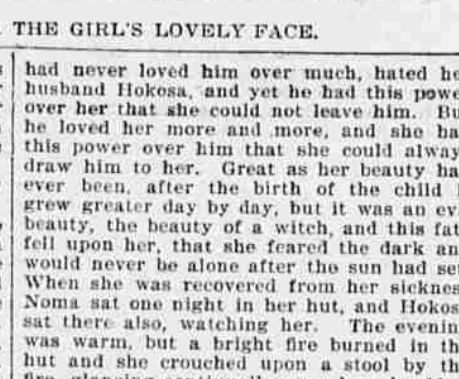 THE GIRL'S LOVELY FACE.
had never loved him over much, hated he
husband Hokosa, and yet he had this powe
over her that she could not leave him. Bu
he loved her more and more, and she ha
this power over him that she could alway
draw him to her. Great as her beauty ha
ever been, after the birth of the child
grew greater day by day, but it was an ev
beauty, the beauty of a witch, and this fat
fell upon her, that she feared the dark an
would never be alone after the sun had se
When she was recovered from her sicknes
Noma sat one night in her hut, and Hokos
sat there also, watching her. The evenin
was warm, but a bright fire burned in th
hut and she crouched upon a stool by th